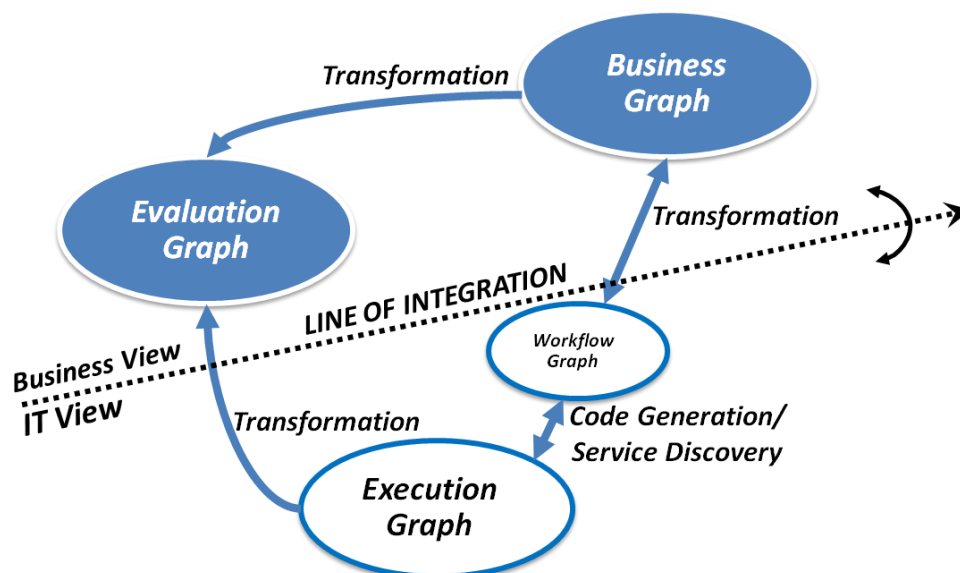 Transformation
Business
Graph
Evaluation
Graph
Transformation
LINE OF INTEGRATION
Workflow
Graph
Business View
IT View
Transformation
Code Generation/
Service Discovery
Execution
Graph